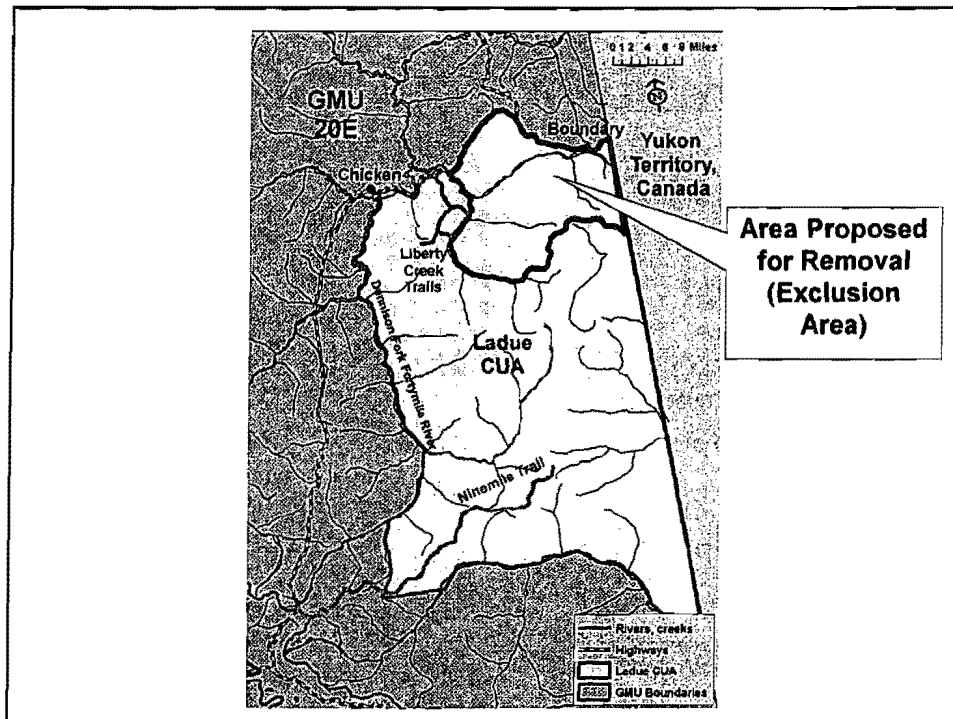 0 1 2 4 6 8 Miles
N
GMU
20E
Boundary
Yukon
Territory,
Canada
Chicken
Area Proposed
for Removal
(Exclusion
Area)
Liberty
Creek
Trails
Dennison Fork Fortymile River
Ladue
CUA
Ninemile Trail
Rivers, creeks
Highways
Ladue CUA
GMU Boundaries